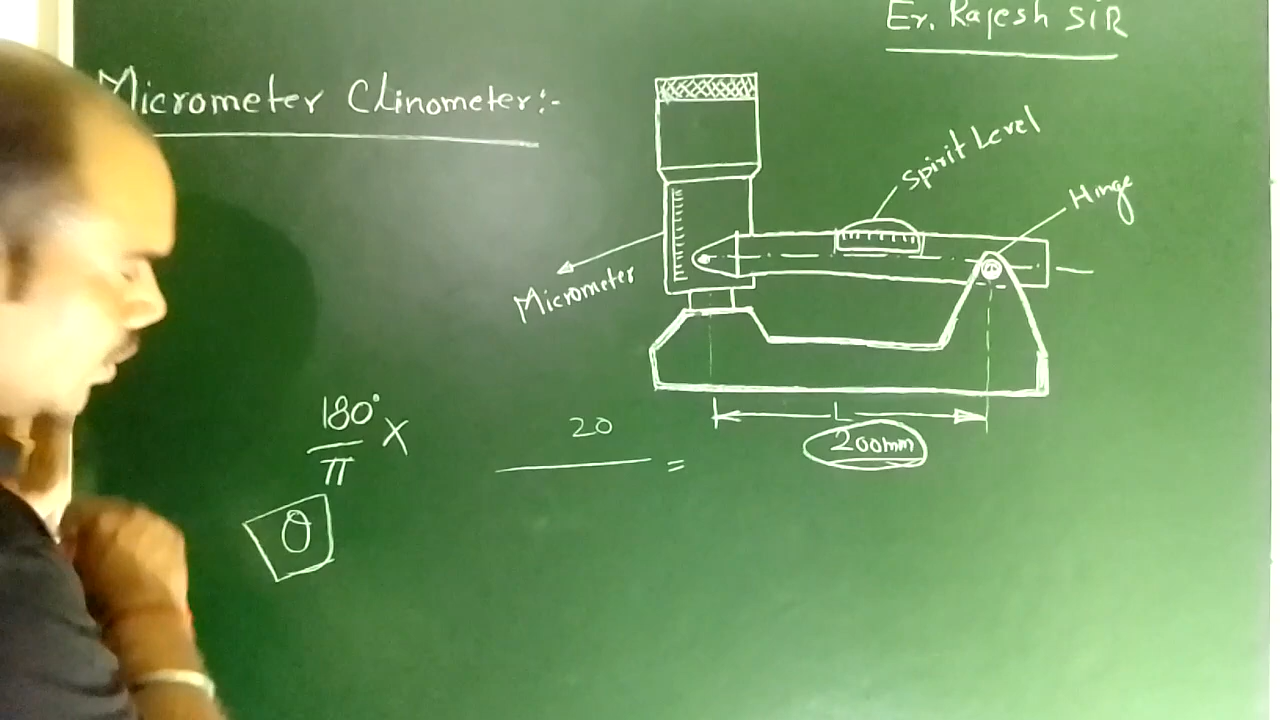 Er. Rajesh SiR
Micrometer Clinometer:-
Spirit Level
Hinge
Micrometer
180°
π
X
20
=
L
200mm
θ